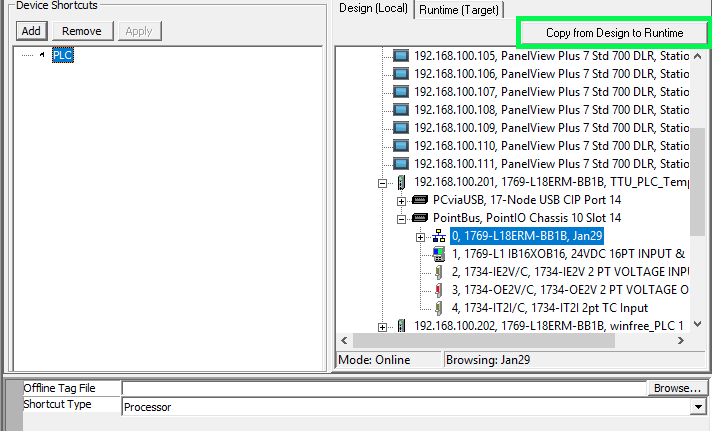 Device Shortcuts
Add
Remove
Apply
PLC
Design (Local)
Runtime (Target)
Copy from Design to Runtime
192.168.100.105, PanelView Plus 7 Std 700 DLR, Statio
192.168.100.106, PanelView Plus 7 Std 700 DLR, Statio
192.168.100.107, PanelView Plus 7 Std 700 DLR, Statio
192.168.100.108, PanelView Plus 7 Std 700 DLR, Statio
192.168.100.109, PanelView Plus 7 Std 700 DLR, Statio
192.168.100.110, PanelView Plus 7 Std 700 DLR, Statio
192.168.100.111, PanelView Plus 7 Std 700 DLR, Statio
192.168.100.201, 1769-L18ERM-BB1B, TTU_PLC_Temp
PCviaUSB, 17-Node USB CIP Port 14
PointBus, PointIO Chassis 10 Slot 14
0, 1769-L18ERM-BB1B, Jan29
1, 1769-L1 IB16XOB16, 24VDC 16PT INPUT &
2, 1734-IE2V/C, 1734-IE2V 2 PT VOLTAGE INP
3, 1734-OE2V/C, 1734-OE2V 2 PT VOLTAGE O
4, 1734-IT2I/C, 1734-IT2I 2pt TC Input
192.168.100.202, 1769-L18ERM-BB1B, winfree_PLC 1
Mode: Online
Browsing: Jan29
Offline Tag File
Browse...
Shortcut Type
Processor